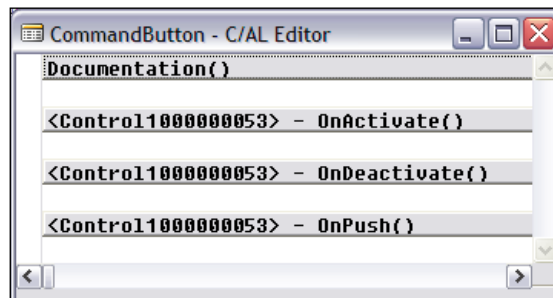 CommandButton - C/AL Editor
Documentation()
<Control1000000053> - OnActivate()
<Control1000000053> - OnDeactivate()
<Control1000000053> - OnPush()